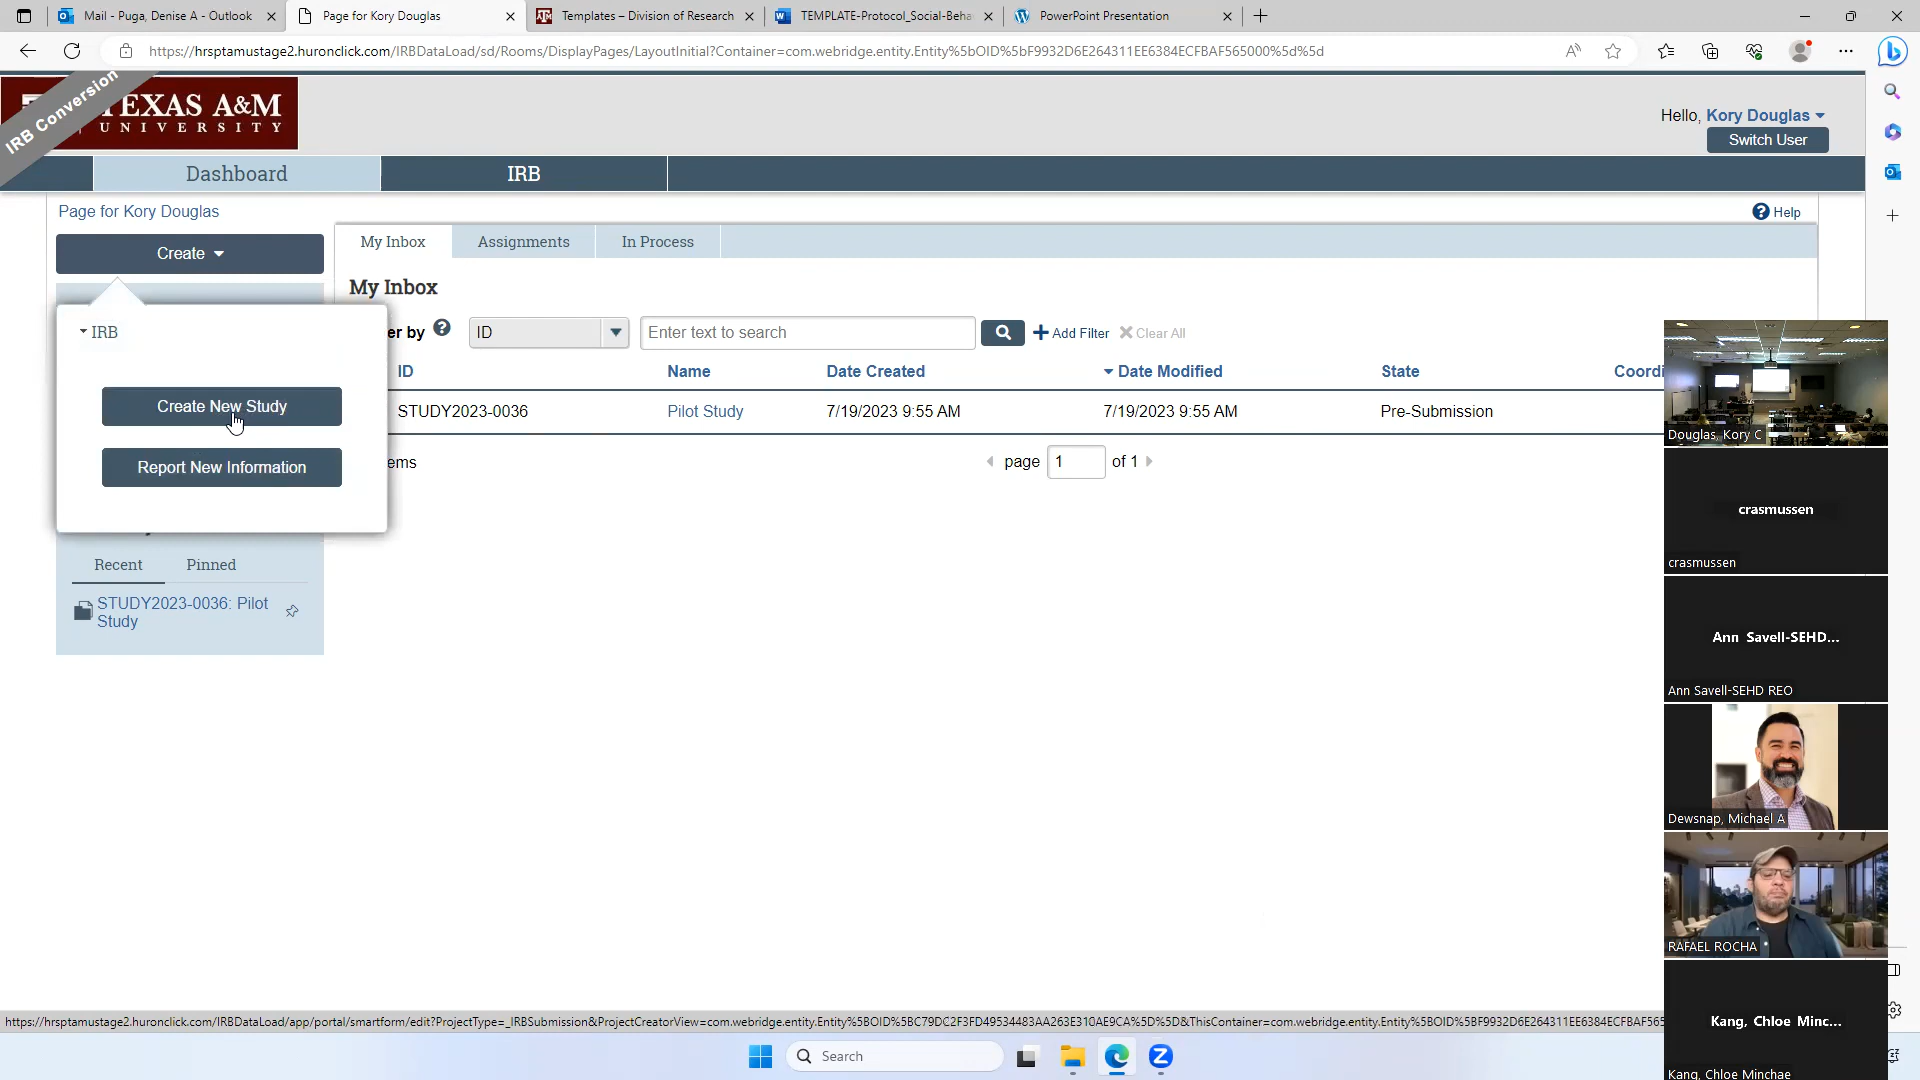 Mail - Puga, Denise A - Outlook
Page for Kory Douglas
Templates – Division of Research
TEMPLATE-Protocol_Social-Beha
PowerPoint Presentation
https://hrsptamustage2.huronclick.com/IRBDataLoad/sd/Rooms/DisplayPages/LayoutInitial?Container=com.webridge.entity.Entity%5bOID%5bF9932D6E264311EE6384ECFBAF565000%5d%5d
IRB Conversion
TEXAS A&M
UNIVERSITY
Hello, Kory Douglas
Switch User
Dashboard
IRB
Page for Kory Douglas
Help
Create
My Inbox
Assignments
In Process
My Inbox
IRB
er by
ID
Enter text to search
Add Filter
Clear All
ID
Name
Date Created
Date Modified
State
Coordi
Create New Study
STUDY2023-0036
Pilot Study
7/19/2023 9:55 AM
7/19/2023 9:55 AM
Pre-Submission
Report New Information
ems
page 1 of 1
Recent
Pinned
STUDY2023-0036: Pilot
Study
Douglas, Kory C
crasmussen
crasmussen
Ann Savell-SEHD...
Ann Savell-SEHD REO
Dewsnap, Michael A
RAFAEL ROCHA
Kang, Chloe Minc...
Kang, Chloe Minchae
https://hrsptamustage2.huronclick.com/IRBDataLoad/app/portal/smartform/edit?ProjectType=_IRBSubmission&ProjectCreatorView=com.webridge.entity.Entity%5BOID%5BC79DC2F3FD49534483AA263E310AE9CA%5D%5D&ThisContainer=com.webridge.entity.Entity%5BOID%5BF9932D6E264311EE6384ECFBAF565
Search